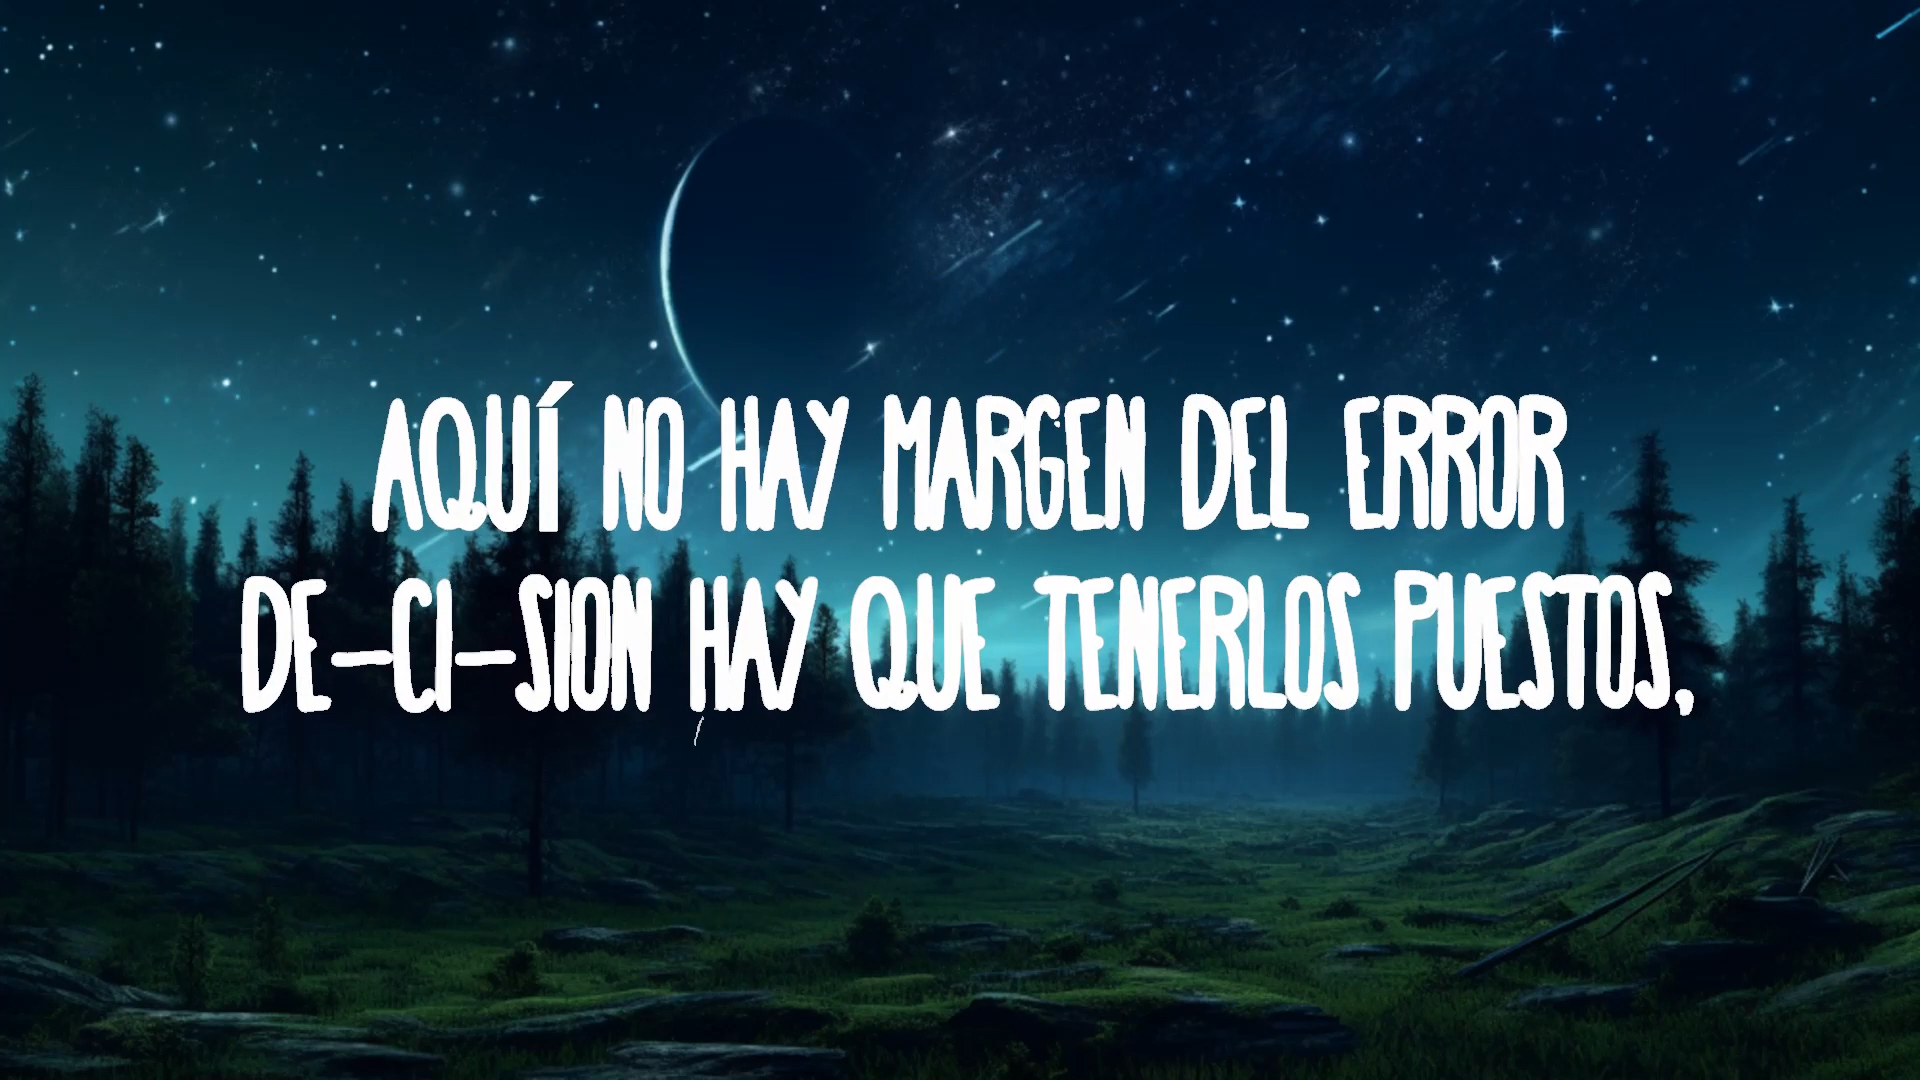 AQUÍ NO HAY MARGEN DEL ERROR
DE-CI-SION HAY QUE TENERLOS PUESTOS,